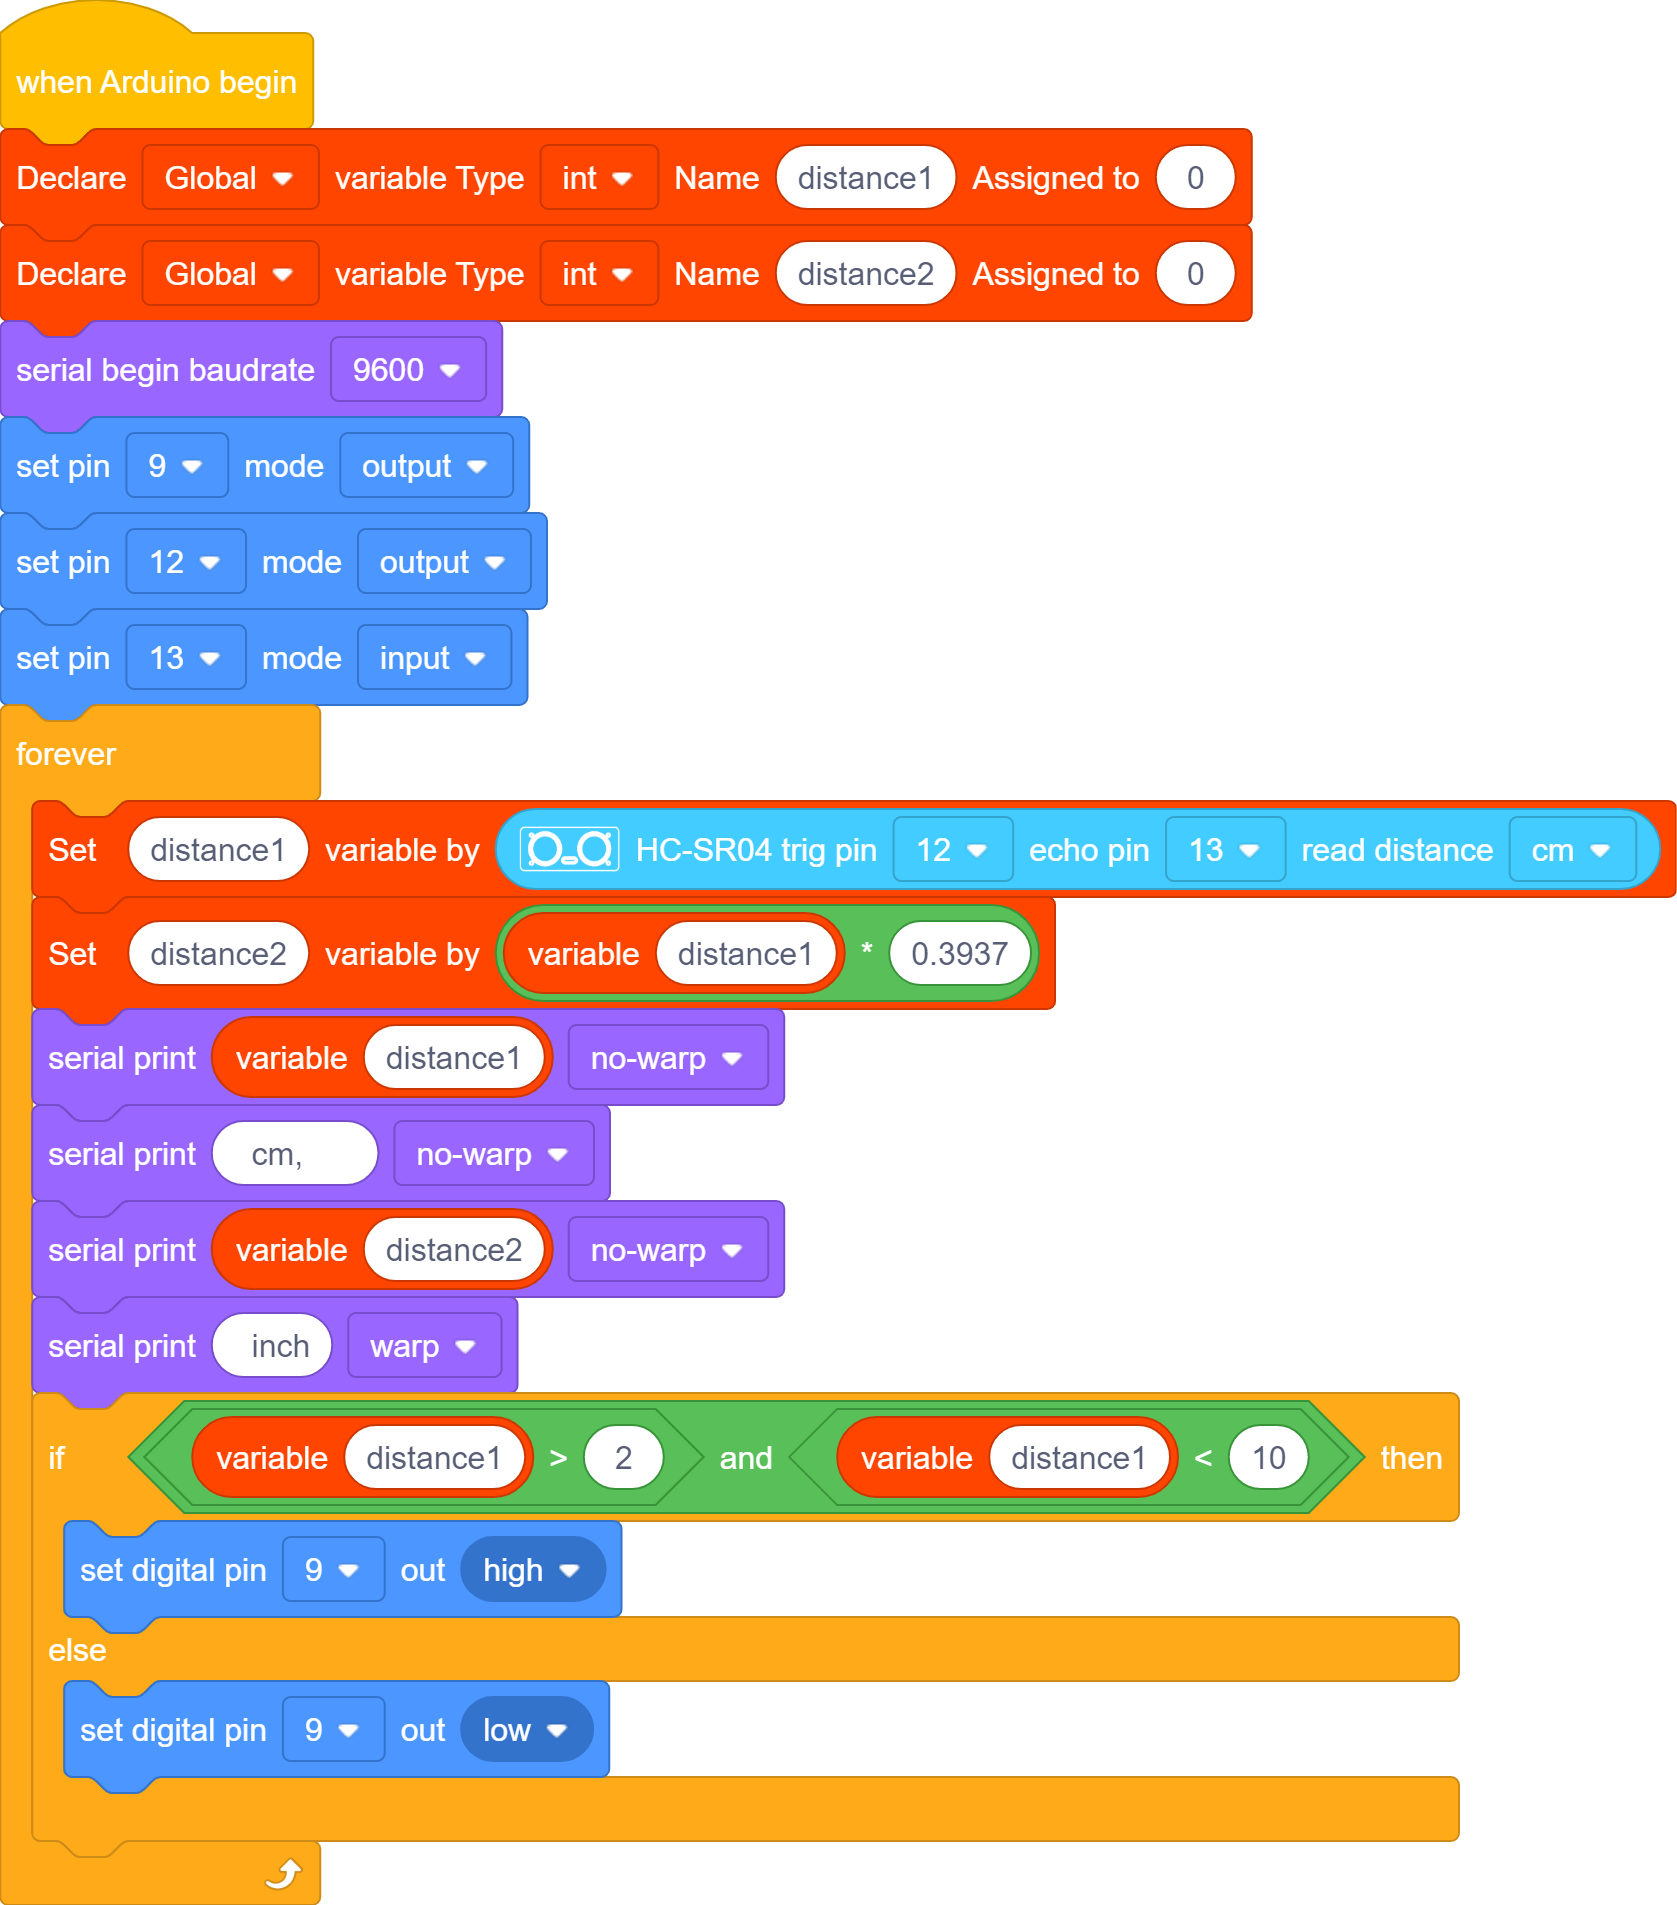 when Arduino begin
Declare Global variable Type int Name distance1 Assigned to 0
Declare Global variable Type int Name distance2 Assigned to 0
serial begin baudrate 9600
set pin 9 mode output
set pin 12 mode output
set pin 13 mode input
forever
Set distance1 variable by HC-SR04 trig pin 12 echo pin 13 read distance cm
Set distance2 variable by variable distance1 * 0.3937
serial print variable distance1 no-warp
serial print cm, no-warp
serial print variable distance2 no-warp
serial print inch warp
if variable distance1 > 2 and variable distance1 < 10 then
set digital pin 9 out high
else
set digital pin 9 out low